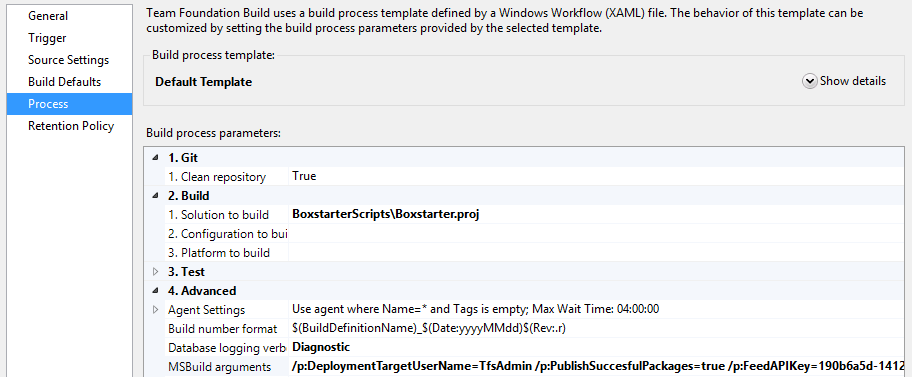 General
Trigger
Source Settings
Build Defaults
Process
Retention Policy
Team Foundation Build uses a build process template defined by a Windows Workflow (XAML) file. The behavior of this template can be
customized by setting the build process parameters provided by the selected template.
Build process template:
Default Template
Show details
Build process parameters:
1. Git
1. Clean repository True
2. Build
1. Solution to build BoxstarterScripts\Boxstarter.proj
2. Configuration to bui
3. Platform to build
3. Test
4. Advanced
Agent Settings Use agent where Name=* and Tags is empty; Max Wait Time: 04:00:00
Build number format $(BuildDefinitionName)_$(Date:yyyyMMdd)$(Rev:.r)
Database logging verb Diagnostic
MSBuild arguments /p:DeploymentTargetUserName=TfsAdmin /p:PublishSuccesfulPackages=true /p:FeedAPIKey=190b6a5d-1412